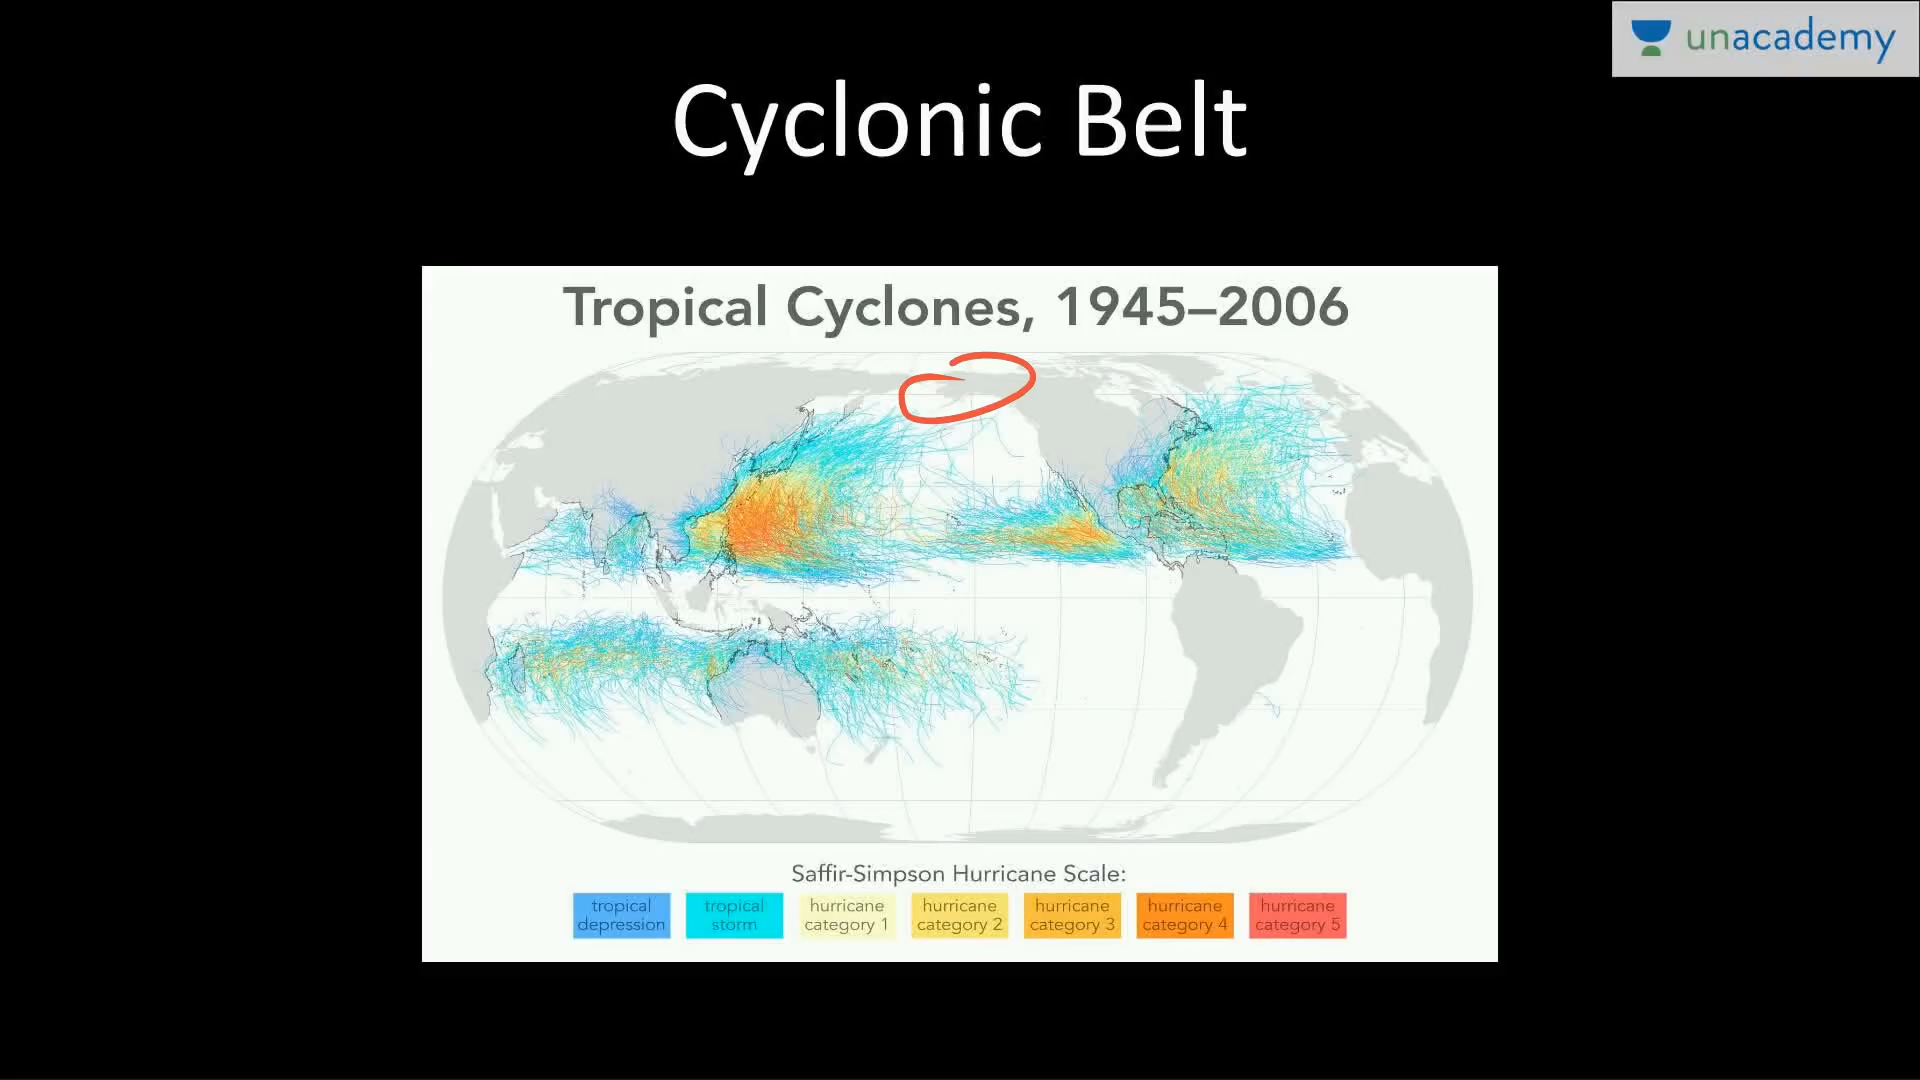 unacademy
Cyclonic Belt
Tropical Cyclones, 1945–2006
Saffir-Simpson Hurricane Scale:
tropical depression
tropical storm
hurricane category 1
hurricane category 2
hurricane category 3
hurricane category 4
hurricane category 5